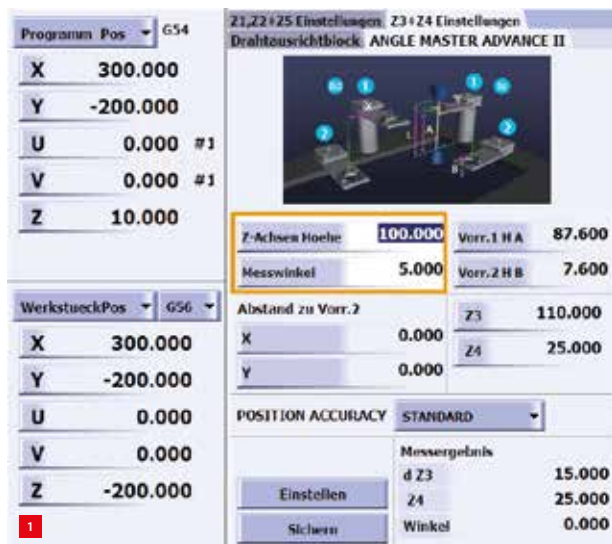 Programm Pos G54
X 300.000
Y -200.000
U 0.000 #1
V 0.000 #1
Z 10.000
WerkstueckPos G56
X 300.000
Y -200.000
U 0.000
V 0.000
Z -200.000
1
Z1,Z2+Z5 Einstellungen Z3+Z4 Einstellungen
Drahtausrichtblock ANGLE MASTER ADVANCE II
1 1
2 2
X
A
B
Z-Achsen Hoehe 100.000 Vorr.1 H A 87.600
Messwinkel 5.000 Vorr.2 H B 7.600
Abstand zu Vorr.2
X 0.000
Y 0.000
Z3 110.000
Z4 25.000
POSITION ACCURACY STANDARD
Messergebnis
d Z3 15.000
Z4 25.000
Winkel 0.000
Einstellen
Sichern